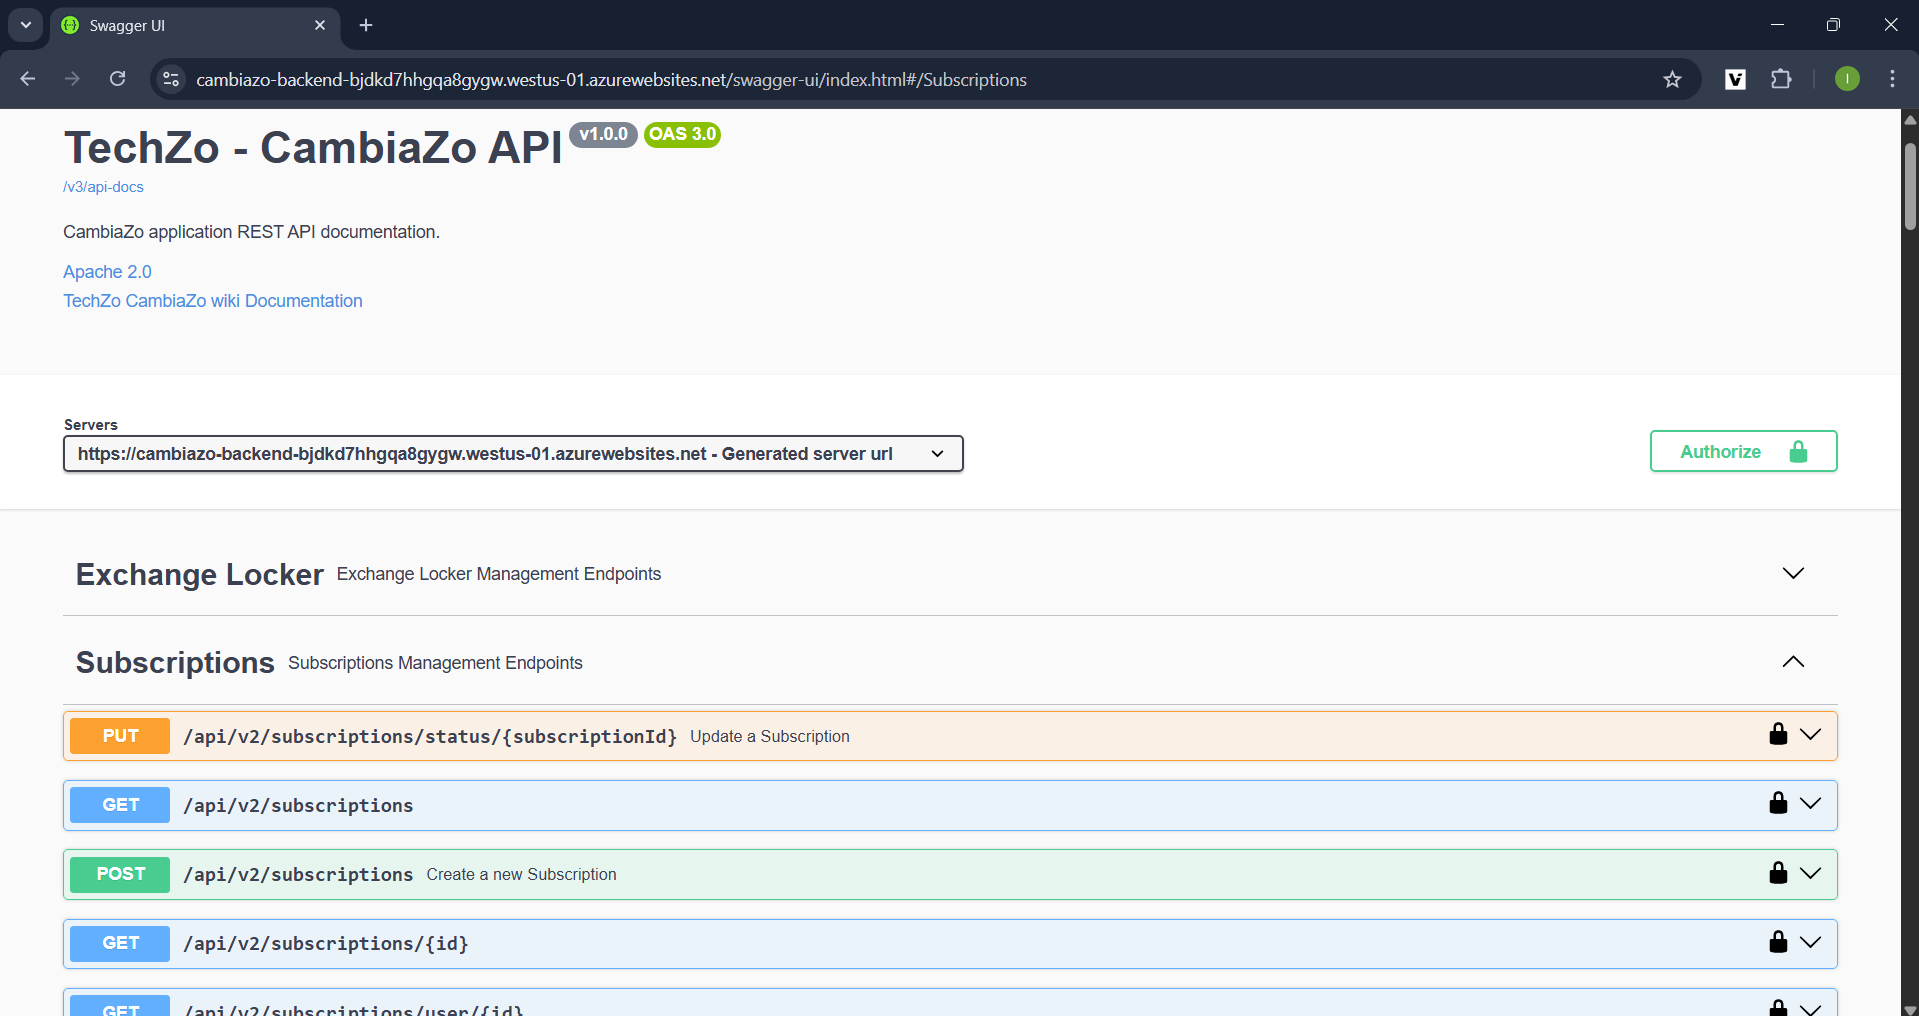 Swagger UI
cambiazo-backend-bjdkd7hhgqa8gygw.westus-01.azurewebsites.net/swagger-ui/index.html#/Subscriptions
I
TechZo - CambiaZo API v1.0.0 OAS 3.0
/v3/api-docs
CambiaZo application REST API documentation.
Apache 2.0
TechZo CambiaZo wiki Documentation
Servers
https://cambiazo-backend-bjdkd7hhgqa8gygw.westus-01.azurewebsites.net - Generated server url
Authorize
Exchange Locker Exchange Locker Management Endpoints
Subscriptions Subscriptions Management Endpoints
PUT /api/v2/subscriptions/status/{subscriptionId} Update a Subscription
GET /api/v2/subscriptions
POST /api/v2/subscriptions Create a new Subscription
GET /api/v2/subscriptions/{id}
GET /api/v2/subscriptions/user/{id}